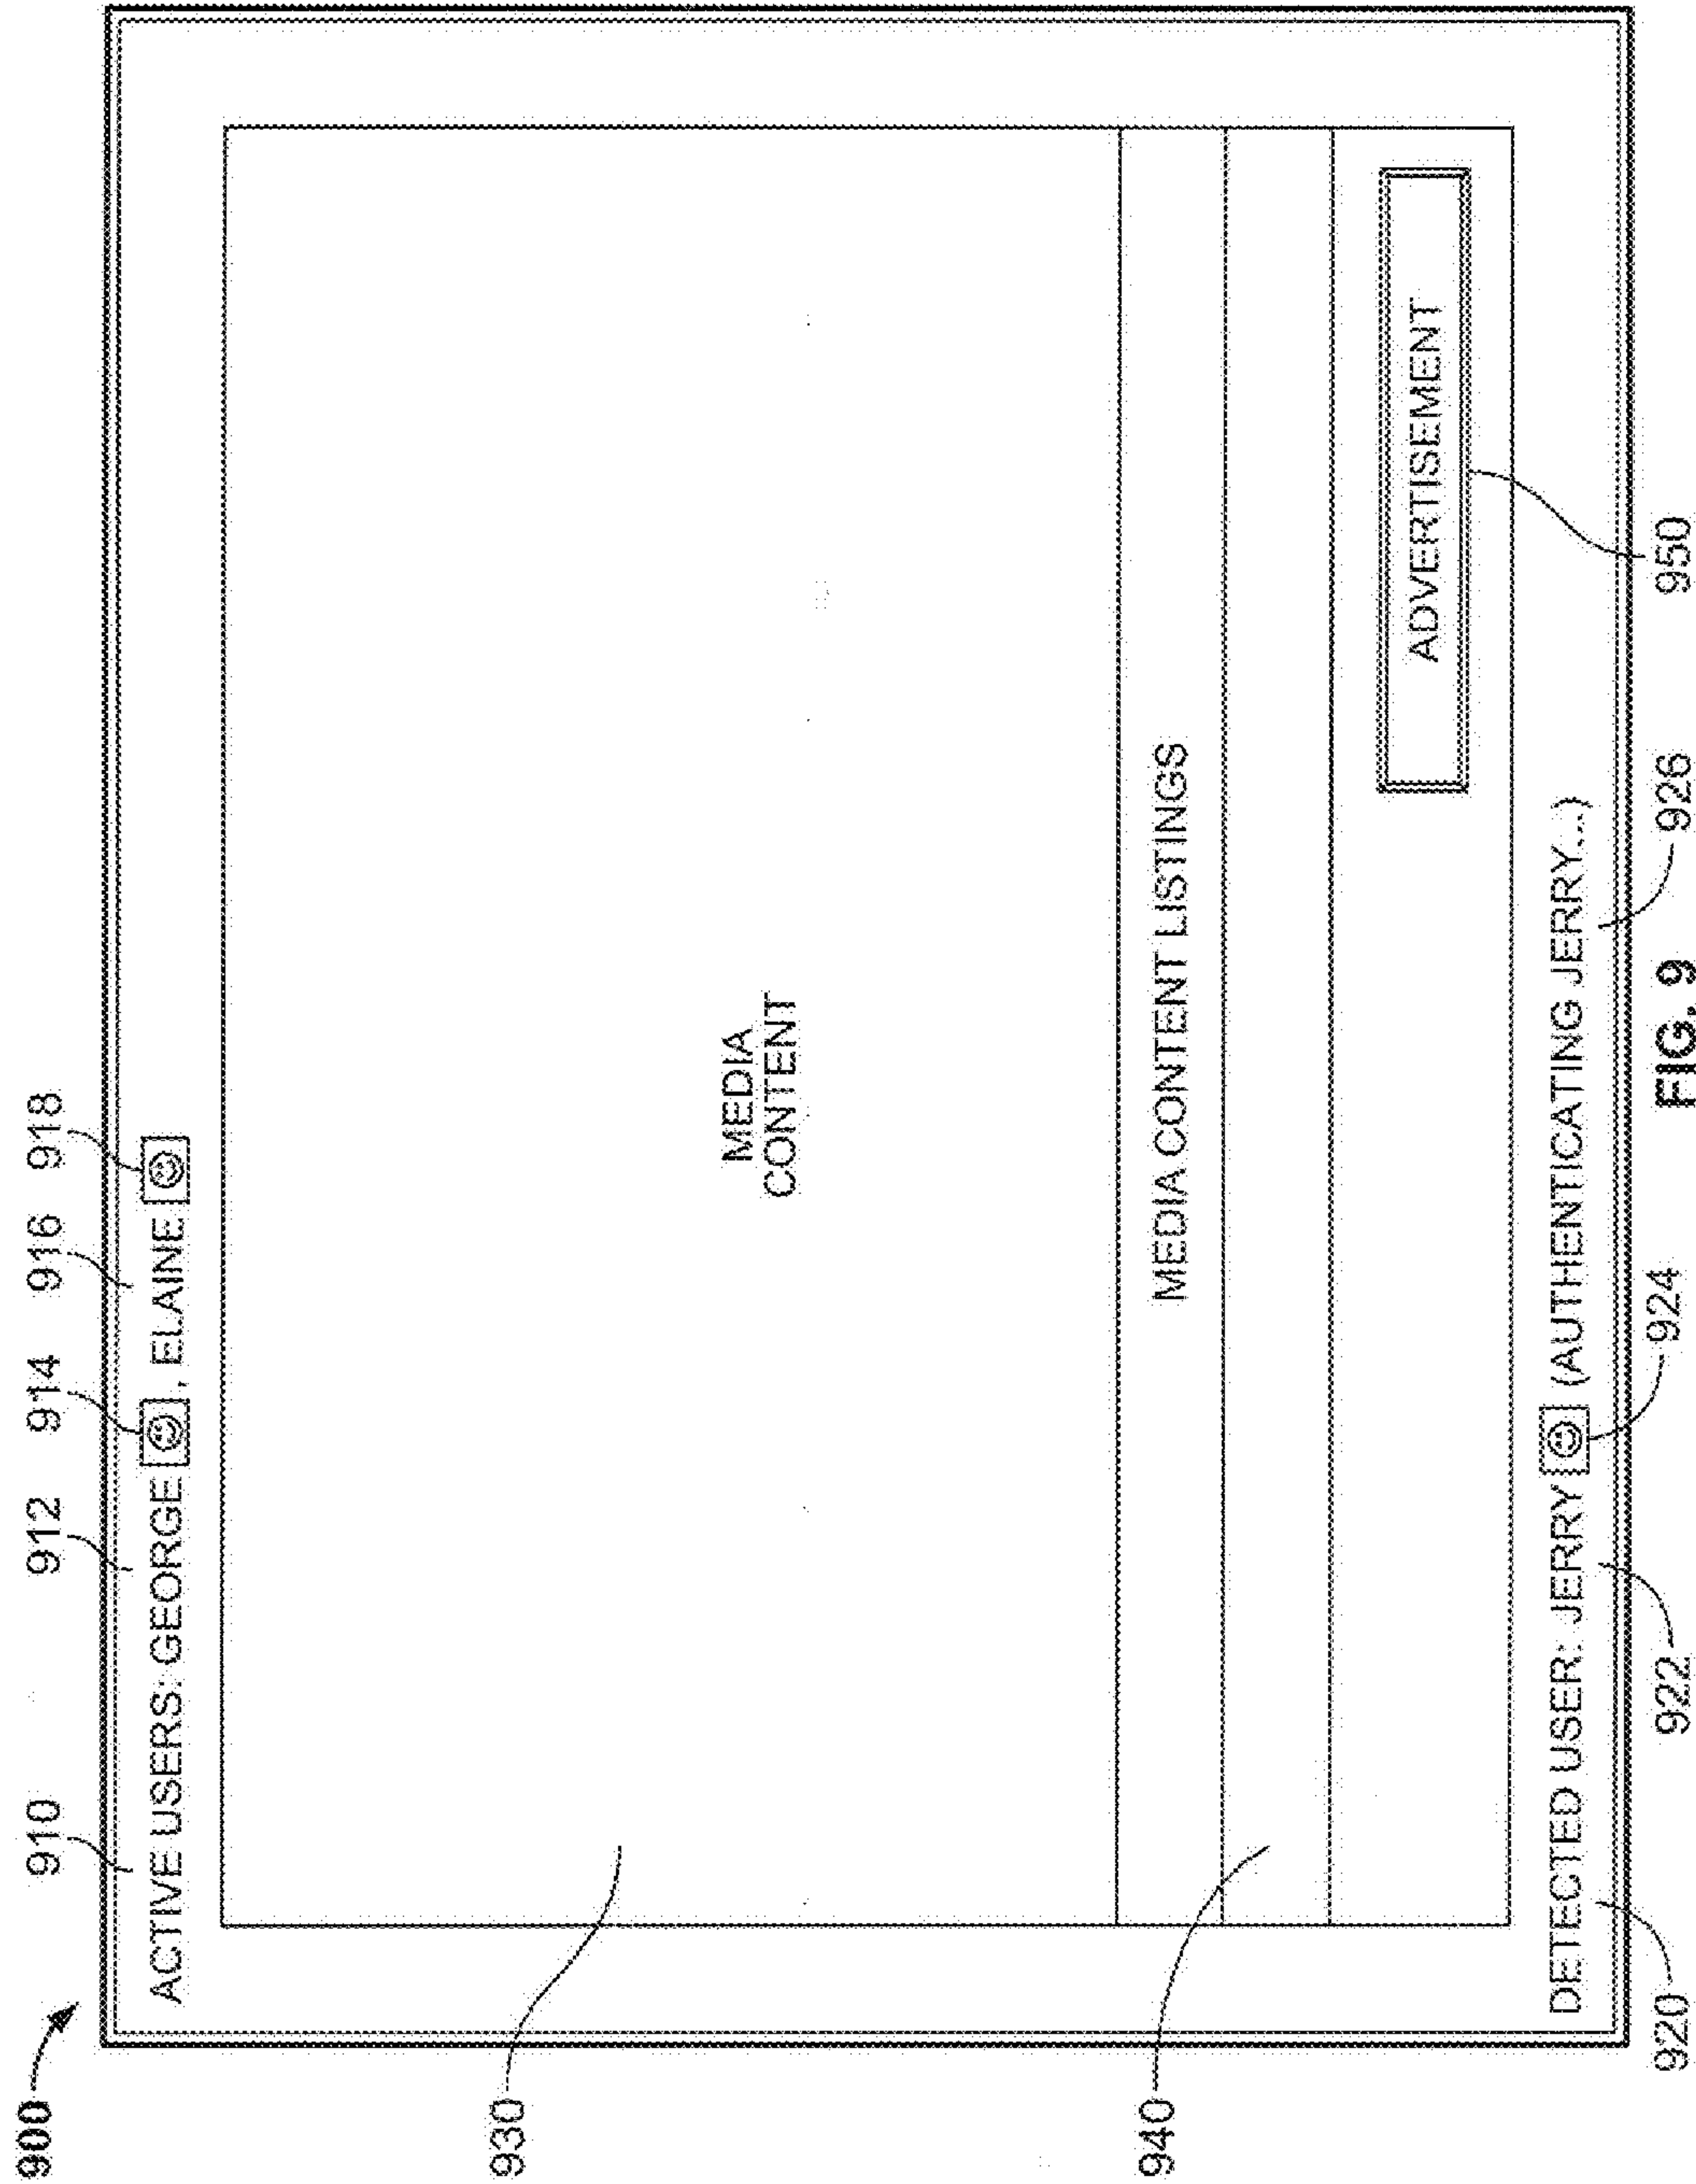 900
910 912 914 916 918
ACTIVE USERS: GEORGE , ELAINE
930
MEDIA
CONTENT
MEDIA CONTENT LISTINGS
940
ADVERTISEMENT
DETECTED USER: JERRY (AUTHENTICATING JERRY...)
920 922 924 926 950
FIG. 9